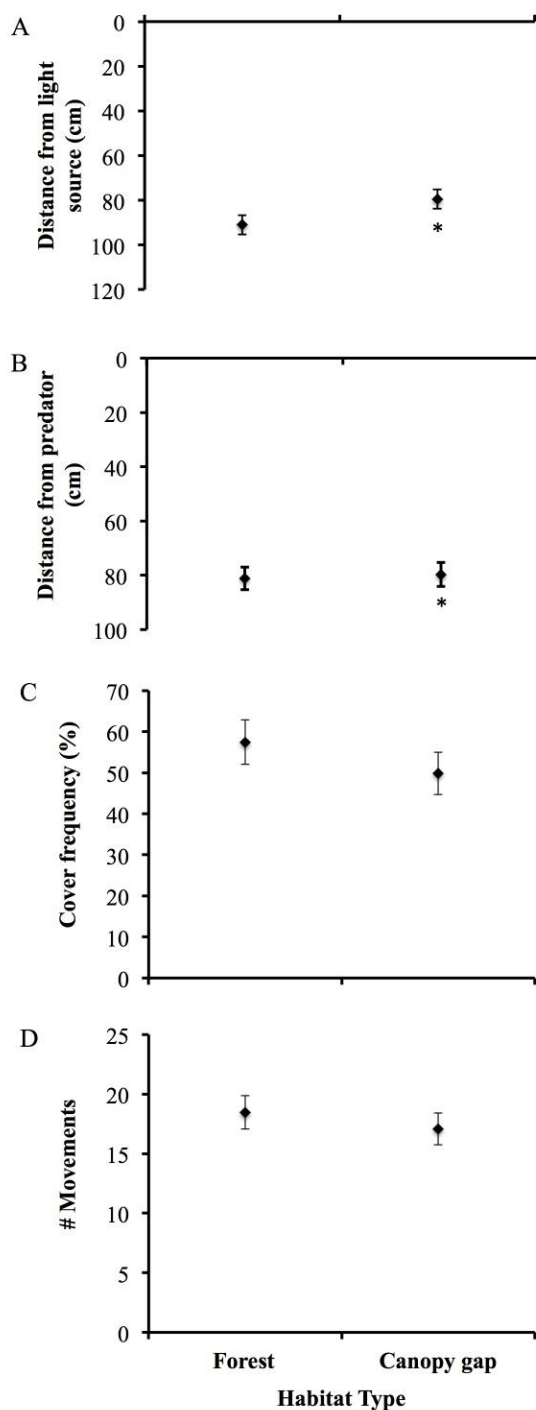 A
Distance from light
source (cm)
0
20
40
60
80
100
120
*
B
Distance from predator
(cm)
0
20
40
60
80
100
*
C
Cover frequency (%)
70
60
50
40
30
20
10
0
D
# Movements
25
20
15
10
5
0
Forest Canopy gap
Habitat Type